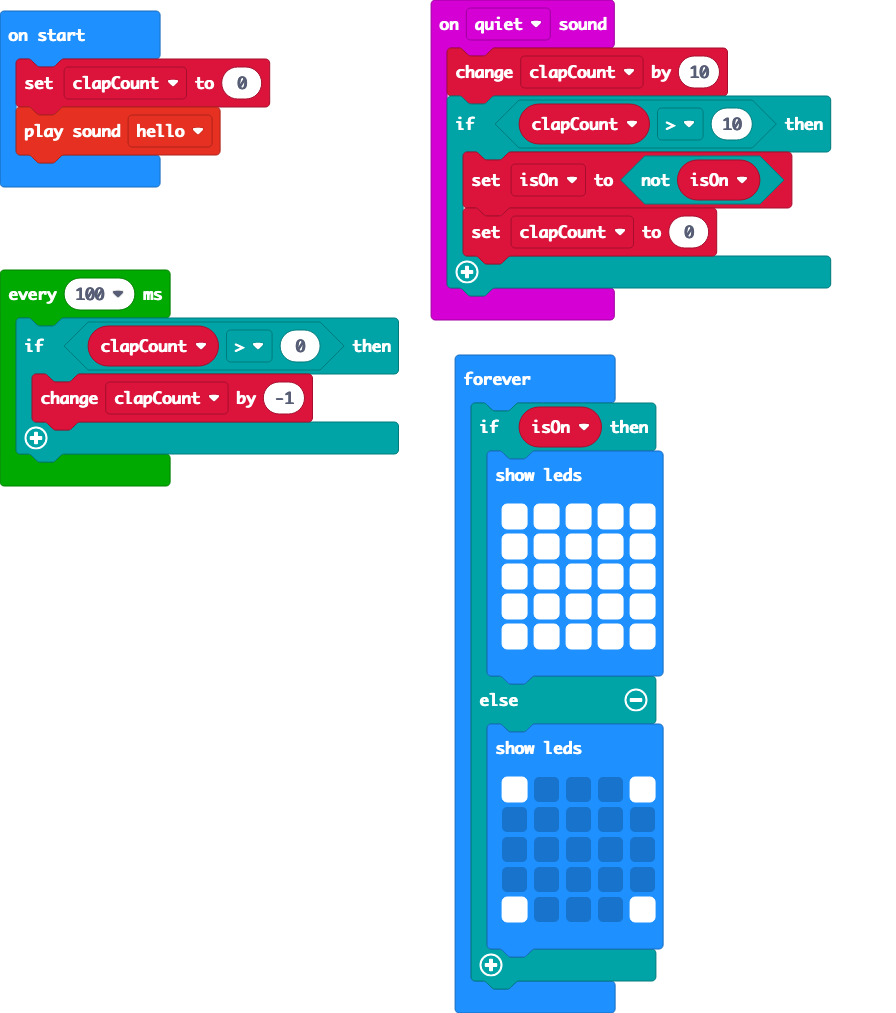 on start
set clapCount to 0
play sound hello
every 100 ms
if clapCount > 0 then
change clapCount by -1
on quiet sound
change clapCount by 10
if clapCount > 10 then
set isOn to not isOn
set clapCount to 0
forever
if isOn then
show leds
else
show leds